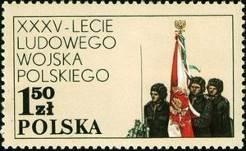 XXXV-LECIE
LUDOWEGO
WOJSKA
POLSKIEGO
1.50
zł
POLSKA